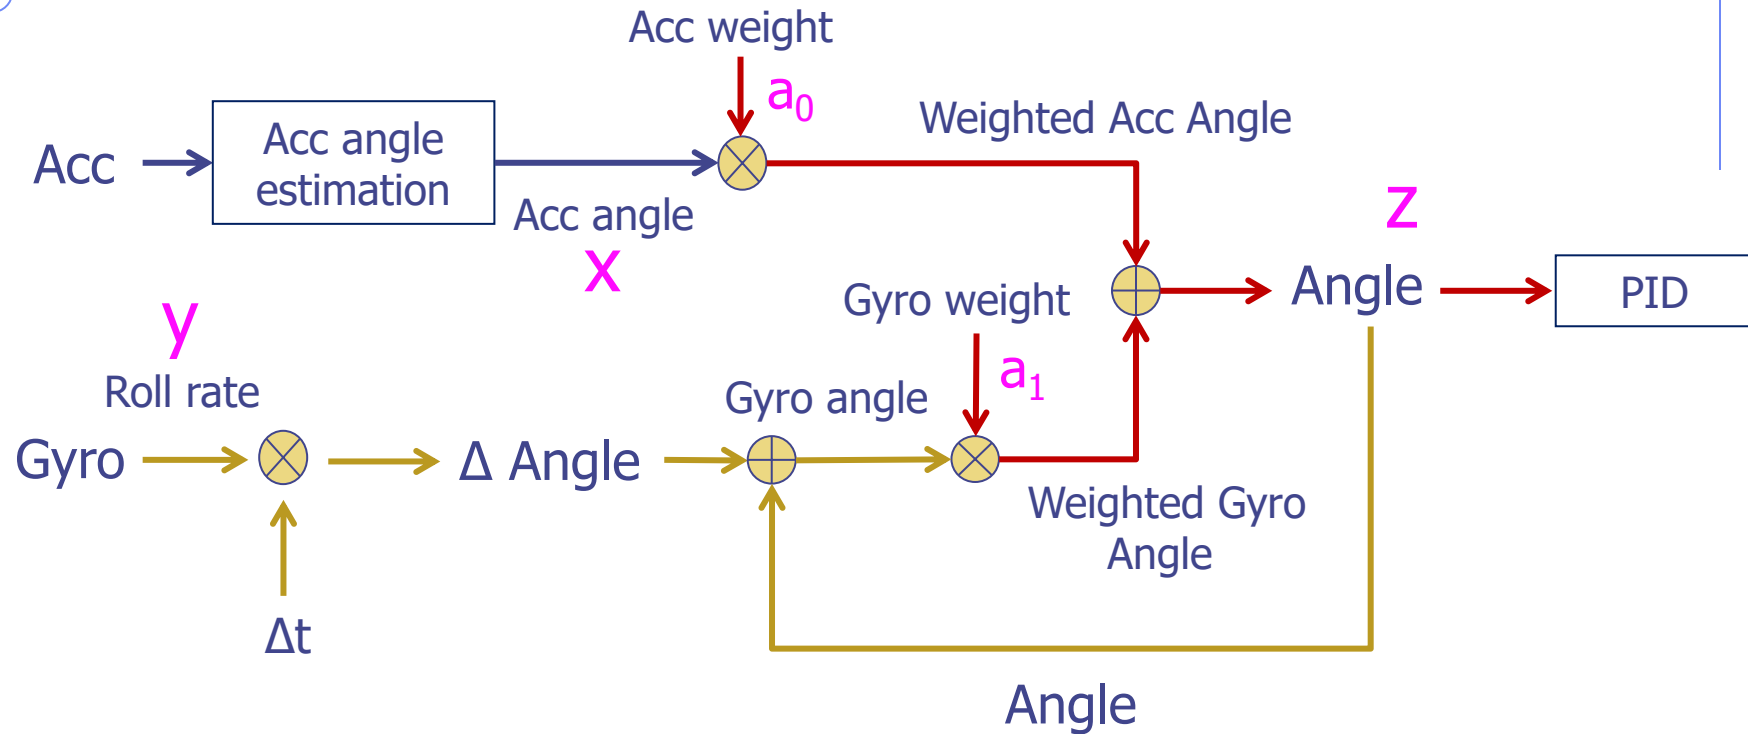 Acc weight
a₀
Weighted Acc Angle
Acc
Acc angle
estimation
Acc angle
x
z
Gyro weight
Angle
PID
y
Roll rate
a₁
Gyro angle
Gyro
Δ Angle
Weighted Gyro
Angle
Δt
Angle